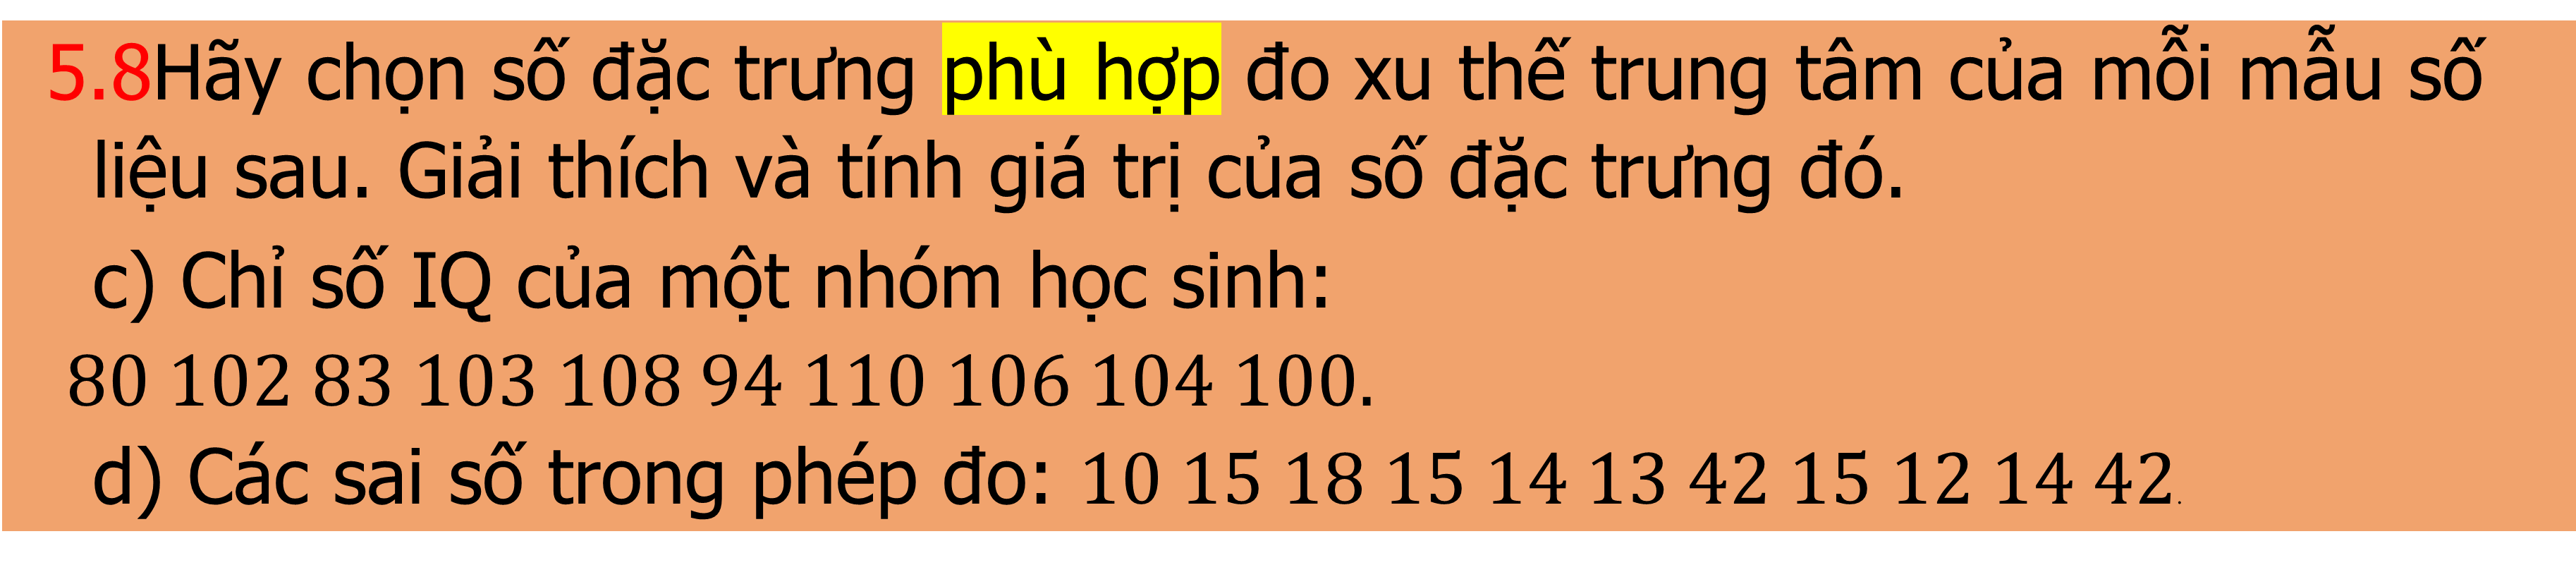 5.8Hãy chọn số đặc trưng phù hợp đo xu thế trung tâm của mỗi mẫu số
liệu sau. Giải thích và tính giá trị của số đặc trưng đó.
c) Chỉ số IQ của một nhóm học sinh:
80 102 83 103 108 94 110 106 104 100.
d) Các sai số trong phép đo: 10 15 18 15 14 13 42 15 12 14 42.